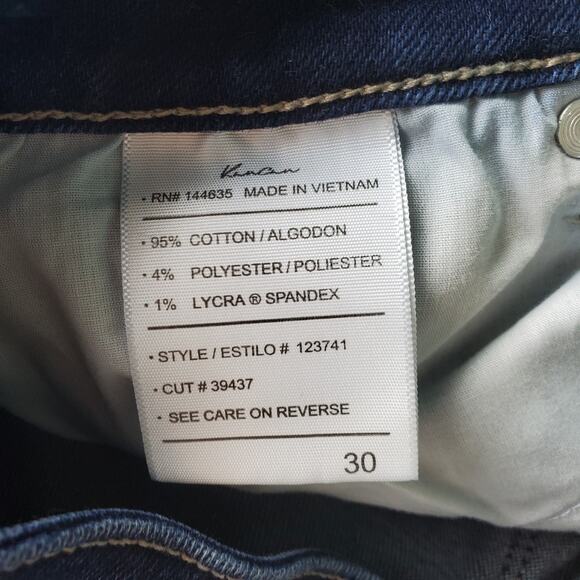 KanCan
• RN# 144635 MADE IN VIETNAM
• 95% COTTON / ALGODON
• 4% POLYESTER / POLIESTER
• 1% LYCRA ® SPANDEX
• STYLE / ESTILO # 123741
• CUT # 39437
• SEE CARE ON REVERSE
30